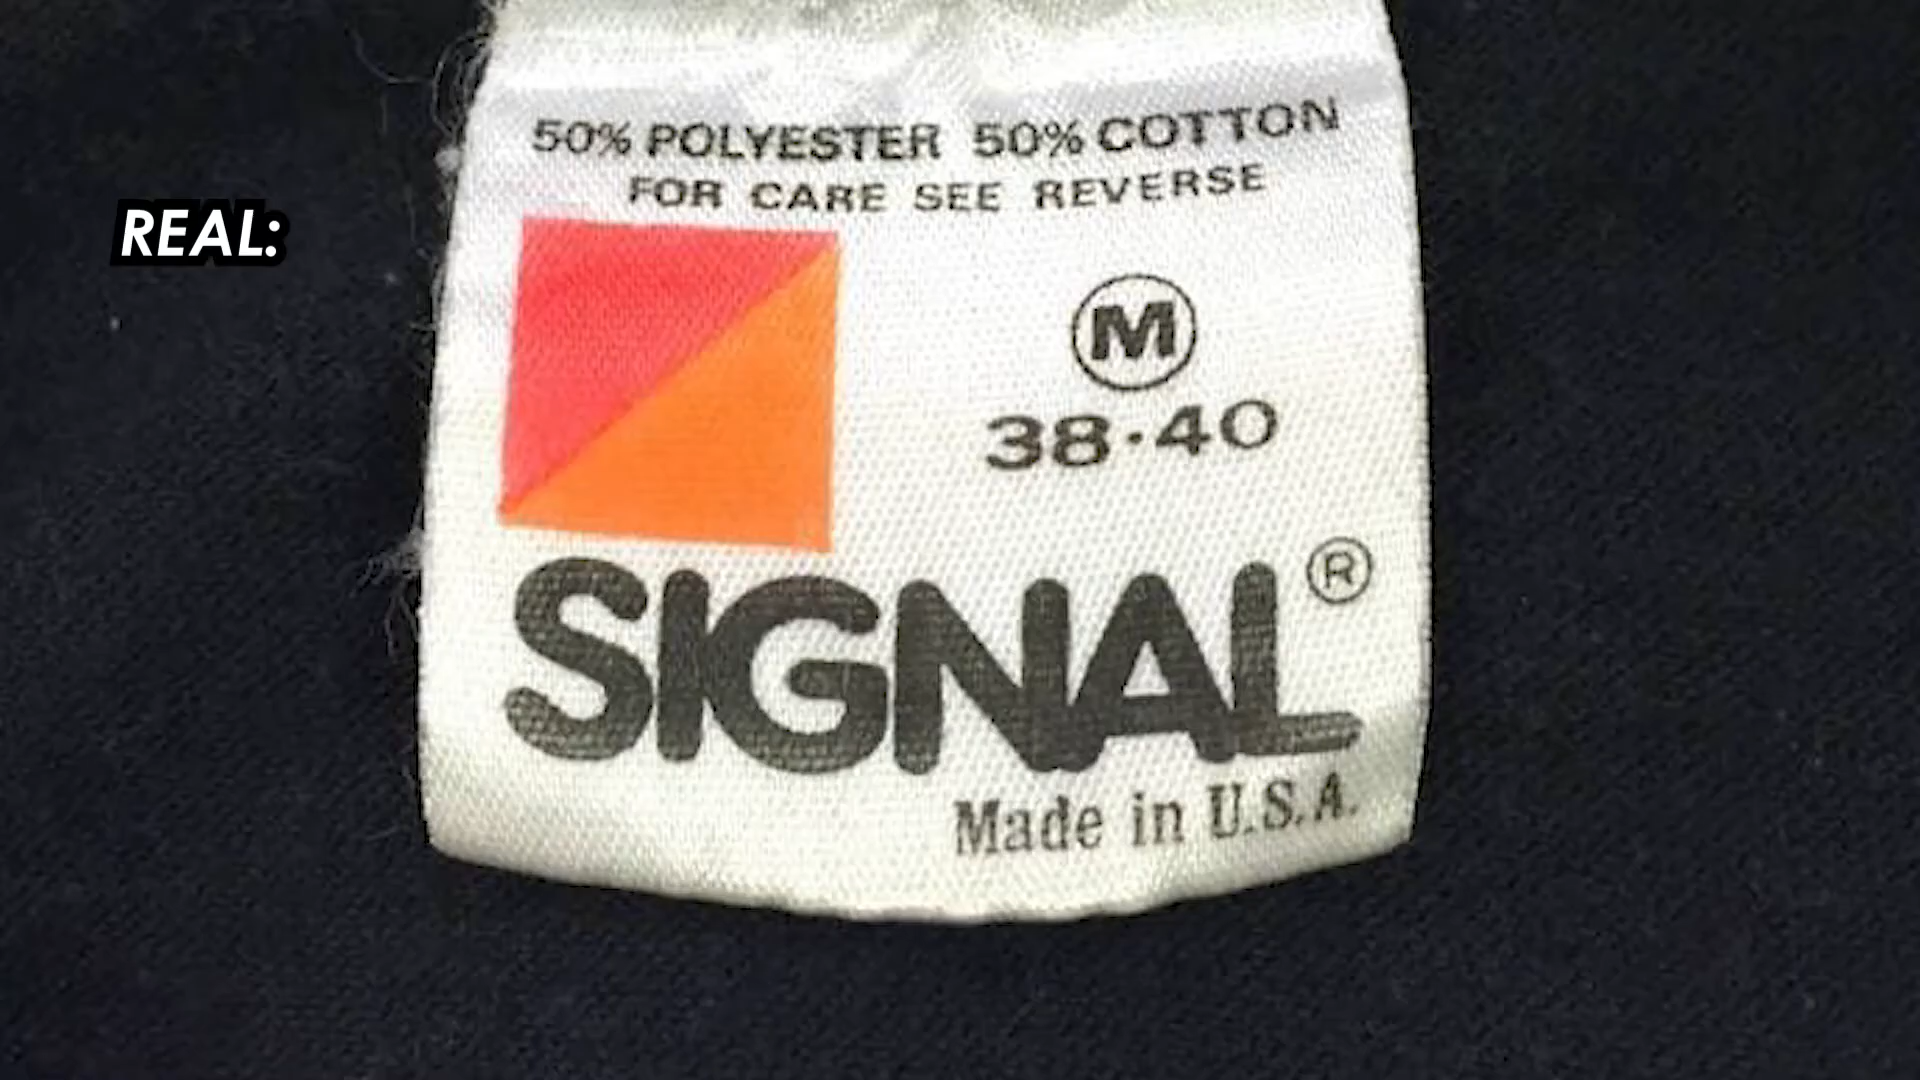 50% POLYESTER 50% COTTON
FOR CARE SEE REVERSE
REAL:
M
38·40
SIGNAL®
Made in U.S.A.